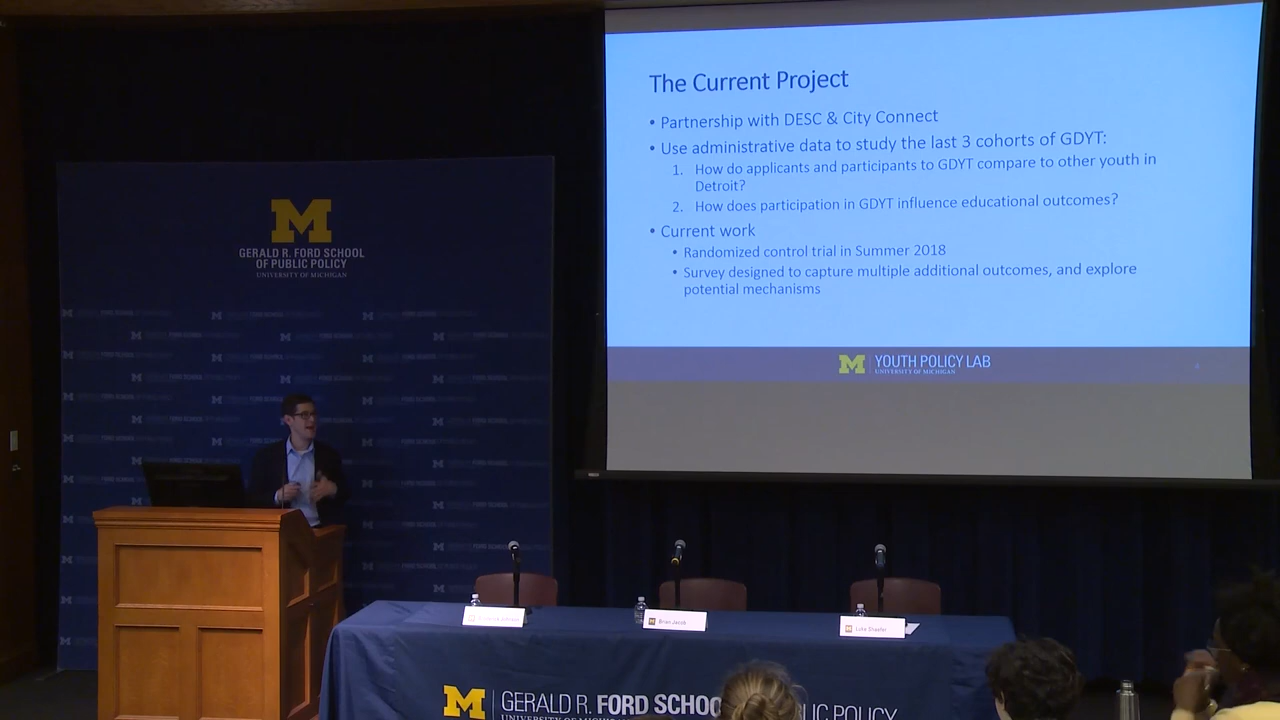 The Current Project
• Partnership with DESC & City Connect
• Use administrative data to study the last 3 cohorts of GDYT:
1. How do applicants and participants to GDYT compare to other youth in
Detroit?
2. How does participation in GDYT influence educational outcomes?
• Current work
• Randomized control trial in Summer 2018
• Survey designed to capture multiple additional outcomes, and explore
potential mechanisms
M YOUTH POLICY LAB
UNIVERSITY OF MICHIGAN
4
M
GERALD R. FORD SCHOOL
OF PUBLIC POLICY
UNIVERSITY OF MICHIGAN
Brian Jacob
Luke Shaefer
M GERALD R. FORD SCHOO PUBLIC POLICY